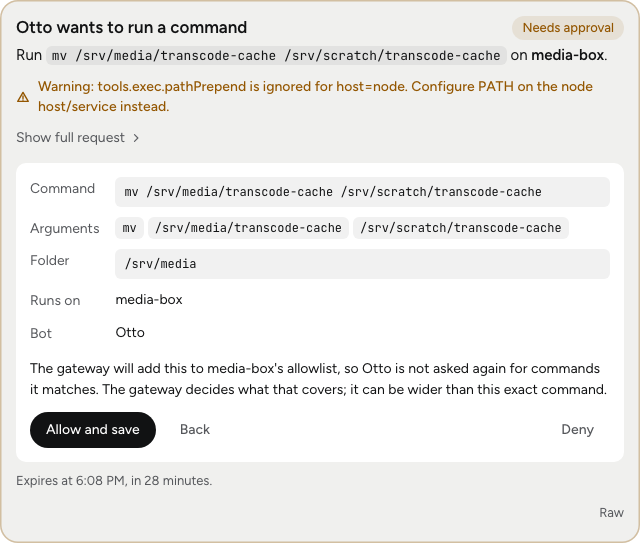 Otto wants to run a command
Needs approval
Run mv /srv/media/transcode-cache /srv/scratch/transcode-cache on media-box.
Warning: tools.exec.pathPrepend is ignored for host=node. Configure PATH on the node
host/service instead.
Show full request
Command mv /srv/media/transcode-cache /srv/scratch/transcode-cache
Arguments mv /srv/media/transcode-cache /srv/scratch/transcode-cache
Folder /srv/media
Runs on media-box
Bot Otto
The gateway will add this to media-box's allowlist, so Otto is not asked again for commands
it matches. The gateway decides what that covers; it can be wider than this exact command.
Allow and save Back Deny
Expires at 6:08 PM, in 28 minutes.
Raw